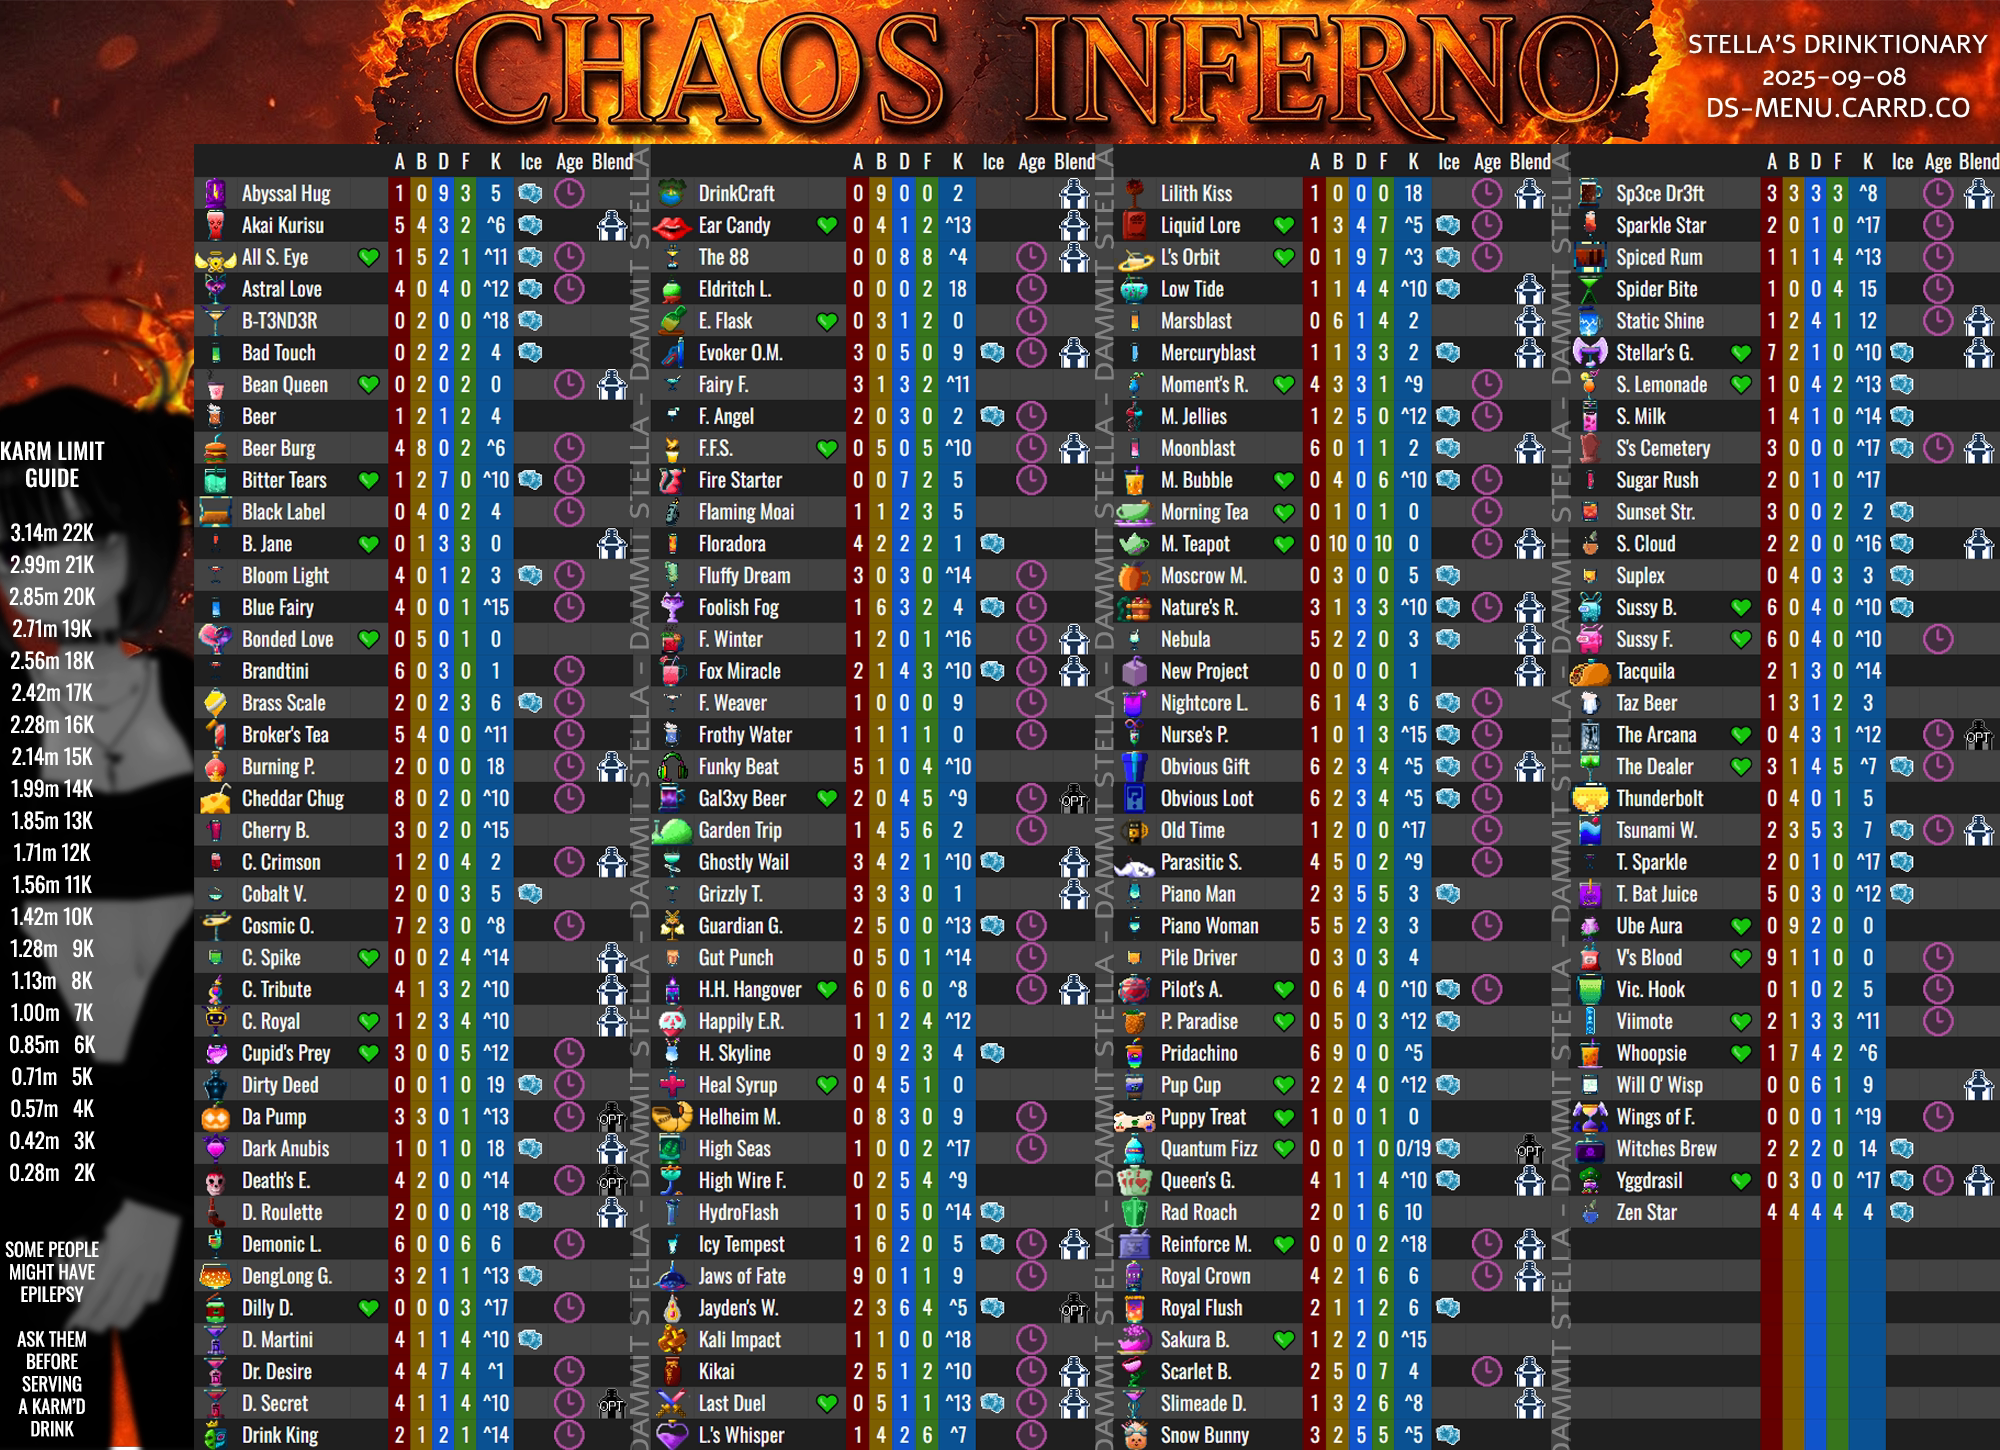 CHAOS INFERNO
STELLA'S DRINKTIONARY
2025-09-08
DS-MENU.CARRD.CO
KARM LIMIT
GUIDE
3.14m 22K
2.99m 21K
2.85m 20K
2.71m 19K
2.56m 18K
2.42m 17K
2.28m 16K
2.14m 15K
1.99m 14K
1.85m 13K
1.71m 12K
1.56m 11K
1.42m 10K
1.28m 9K
1.13m 8K
1.00m 7K
0.85m 6K
0.71m 5K
0.57m 4K
0.42m 3K
0.28m 2K
SOME PEOPLE
MIGHT HAVE
EPILEPSY
ASK THEM
BEFORE
SERVING
A KARM'D
DRINK
A B D F K Ice Age Blend
Abyssal Hug 1 0 9 3 5
Akai Kurisu 5 4 3 2 ^6
All S. Eye 1 5 2 1 ^11
Astral Love 4 0 4 0 ^12
B-T3ND3R 0 2 0 0 ^18
Bad Touch 0 2 2 2 4
Bean Queen 0 2 0 2 0
Beer 1 2 1 2 4
Beer Burg 4 8 0 2 ^6
Bitter Tears 1 2 7 0 ^10
Black Label 0 4 0 2 4
B. Jane 0 1 3 3 0
Bloom Light 4 0 1 2 3
Blue Fairy 4 0 0 1 ^15
Bonded Love 0 5 0 1 0
Brandtini 6 0 3 0 1
Brass Scale 2 0 2 3 6
Broker's Tea 5 4 0 0 ^11
Burning P. 2 0 0 0 18
Cheddar Chug 8 0 2 0 ^10
Cherry B. 3 0 2 0 ^15
C. Crimson 1 2 0 4 2
Cobalt V. 2 0 0 3 5
Cosmic O. 7 2 3 0 ^8
C. Spike 0 0 2 4 ^14
C. Tribute 4 1 3 2 ^10
C. Royal 1 2 3 4 ^10
Cupid's Prey 3 0 0 5 ^12
Dirty Deed 0 0 1 0 19
Da Pump 3 3 0 1 ^13 OPT
Dark Anubis 1 0 1 0 18
Death's E. 4 2 0 0 ^14 OPT
D. Roulette 2 0 0 0 ^18
Demonic L. 6 0 0 6 6
DengLong G. 3 2 1 1 ^13
Dilly D. 0 0 0 3 ^17
D. Martini 4 1 1 4 ^10
Dr. Desire 4 4 7 4 ^1
D. Secret 4 1 1 4 ^10 OPT
Drink King 2 1 2 1 ^14
DAMMIT STELLA - DAMMIT STELLA - DAMMIT STELLA - DAMMIT STELLA
A B D F K Ice Age Blend
DrinkCraft 0 9 0 0 2
Ear Candy 0 4 1 2 ^13
The 88 0 0 8 8 ^4
Eldritch L. 0 0 0 2 18
E. Flask 0 3 1 2 0
Evoker O.M. 3 0 5 0 9
Fairy F. 3 1 3 2 ^11
F. Angel 2 0 3 0 2
F.F.S. 0 5 0 5 ^10
Fire Starter 0 0 7 2 5
Flaming Moai 1 1 2 3 5
Floradora 4 2 2 2 1
Fluffy Dream 3 0 3 0 ^14
Foolish Fog 1 6 3 2 4
F. Winter 1 2 0 1 ^16
Fox Miracle 2 1 4 3 ^10
F. Weaver 1 0 0 0 9
Frothy Water 1 1 1 1 0
Funky Beat 5 1 0 4 ^10
Gal3xy Beer 2 0 4 5 ^9 OPT
Garden Trip 1 4 5 6 2
Ghostly Wail 3 4 2 1 ^10
Grizzly T. 3 3 3 0 1
Guardian G. 2 5 0 0 ^13
Gut Punch 0 5 0 1 ^14
H.H. Hangover 6 0 6 0 ^8
Happily E.R. 1 1 2 4 ^12
H. Skyline 0 9 2 3 4
Heal Syrup 0 4 5 1 0
Helheim M. 0 8 3 0 9
High Seas 1 0 0 2 ^17
High Wire F. 0 2 5 4 ^9
HydroFlash 1 0 5 0 ^14
Icy Tempest 1 6 2 0 5
Jaws of Fate 9 0 1 1 9
Jayden's W. 2 3 6 4 ^5 OPT
Kali Impact 1 1 0 0 ^18
Kikai 2 5 1 2 ^10
Last Duel 0 5 1 1 ^13
L.'s Whisper 1 4 2 6 ^7
DAMMIT STELLA - DAMMIT STELLA - DAMMIT STELLA - DAMMIT STELLA
A B D F K Ice Age Blend
Lilith Kiss 1 0 0 0 18
Liquid Lore 1 3 4 7 ^5
L's Orbit 0 1 9 7 ^3
Low Tide 1 1 4 4 ^10
Marsblast 0 6 1 4 2
Mercuryblast 1 1 3 3 2
Moment's R. 4 3 3 1 ^9
M. Jellies 1 2 5 0 ^12
Moonblast 6 0 1 1 2
M. Bubble 0 4 0 6 ^10
Morning Tea 0 1 0 1 0
M. Teapot 0 10 0 10 0
Moscrow M. 0 3 0 0 5
Nature's R. 3 1 3 3 ^10
Nebula 5 2 2 0 3
New Project 0 0 0 0 1
Nightcore L. 6 1 4 3 6
Nurse's P. 1 0 1 3 ^15
Obvious Gift 6 2 3 4 ^5
Obvious Loot 6 2 3 4 ^5
Old Time 1 2 0 0 ^17
Parasitic S. 4 5 0 2 ^9
Piano Man 2 3 5 5 3
Piano Woman 5 5 2 3 3
Pile Driver 0 3 0 3 4
Pilot's A. 0 6 4 0 ^10
P. Paradise 0 5 0 3 ^12
Pridachino 6 9 0 0 ^5
Pup Cup 2 2 4 0 ^12
Puppy Treat 1 0 0 1 0
Quantum Fizz 0 0 1 0 0/19 OPT
Queen's G. 4 1 1 4 ^10
Rad Roach 2 0 1 6 10
Reinforce M. 0 0 0 2 ^18
Royal Crown 4 2 1 6 6
Royal Flush 2 1 1 2 6
Sakura B. 1 2 2 0 ^15
Scarlet B. 2 5 0 7 4
Slimeade D. 1 3 2 6 ^8
Snow Bunny 3 2 5 5 ^5
DAMMIT STELLA - DAMMIT STELLA - DAMMIT STELLA - DAMMIT STELLA
A B D F K Ice Age Blend
Sp3ce Dr3ft 3 3 3 3 ^8
Sparkle Star 2 0 1 0 ^17
Spiced Rum 1 1 1 4 ^13
Spider Bite 1 0 0 4 15
Static Shine 1 2 4 1 12
Stellar's G. 7 2 1 0 ^10
S. Lemonade 1 0 4 2 ^13
S. Milk 1 4 1 0 ^14
S's Cemetery 3 0 0 0 ^17
Sugar Rush 2 0 1 0 ^17
Sunset Str. 3 0 0 2 2
S. Cloud 2 2 0 0 ^16
Suplex 0 4 0 3 3
Sussy B. 6 0 4 0 ^10
Sussy F. 6 0 4 0 ^10
Tacquila 2 1 3 0 ^14
Taz Beer 1 3 1 2 3
The Arcana 0 4 3 1 ^12 OPT
The Dealer 3 1 4 5 ^7
Thunderbolt 0 4 0 1 5
Tsunami W. 2 3 5 3 7
T. Sparkle 2 0 1 0 ^17
T. Bat Juice 5 0 3 0 ^12
Ube Aura 0 9 2 0 0
V's Blood 9 1 1 0 0
Vic. Hook 0 1 0 2 5
Viimote 2 1 3 3 ^11
Whoopsie 1 7 4 2 ^6
Will O' Wisp 0 0 6 1 9
Wings of F. 0 0 0 1 ^19
Witches Brew 2 2 2 0 14
Yggdrasil 0 3 0 0 ^17
Zen Star 4 4 4 4 4